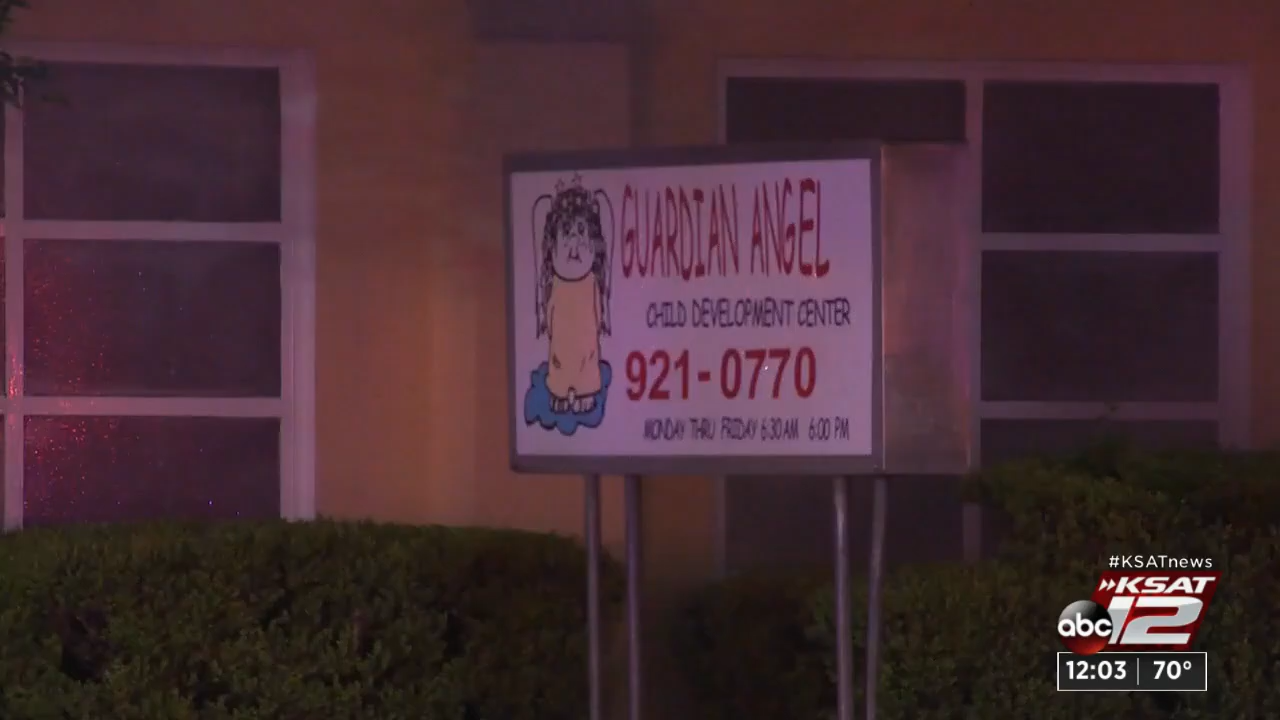 GUARDIAN ANGEL
CHILD DEVELOPMENT CENTER
921-0770
MONDAY THRU FRIDAY 6:30 AM 6:00 PM
#KSATnews
KSAT
abc 12
12:03 70°